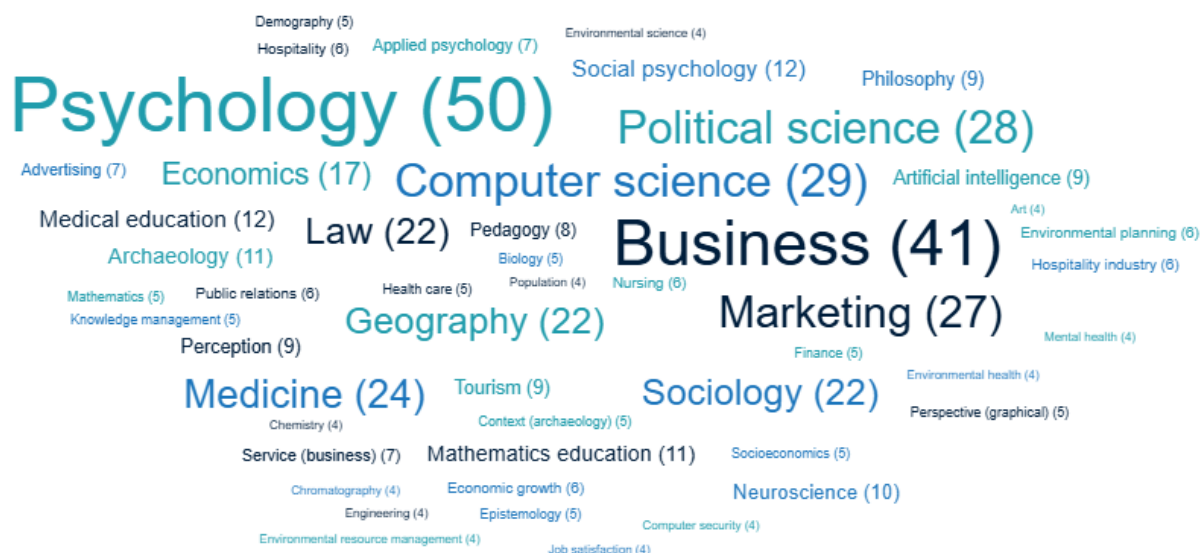 Demography (5)
Environmental science (4)
Hospitality (6)
Applied psychology (7)
Social psychology (12)
Philosophy (9)
Psychology (50)
Political science (28)
Advertising (7)
Economics (17)
Computer science (29)
Artificial intelligence (9)
Medical education (12)
Law (22)
Pedagogy (8)
Business (41)
Art (4)
Environmental planning (6)
Archaeology (11)
Biology (5)
Hospitality industry (6)
Mathematics (5)
Public relations (6)
Health care (5)
Population (4)
Nursing (6)
Knowledge management (5)
Geography (22)
Marketing (27)
Mental health (4)
Perception (9)
Finance (5)
Medicine (24)
Tourism (9)
Sociology (22)
Environmental health (4)
Perspective (graphical) (5)
Chemistry (4)
Context (archaeology) (5)
Service (business) (7)
Mathematics education (11)
Socioeconomics (5)
Chromatography (4)
Economic growth (6)
Neuroscience (10)
Engineering (4)
Epistemology (5)
Computer security (4)
Environmental resource management (4)
Job satisfaction (4)